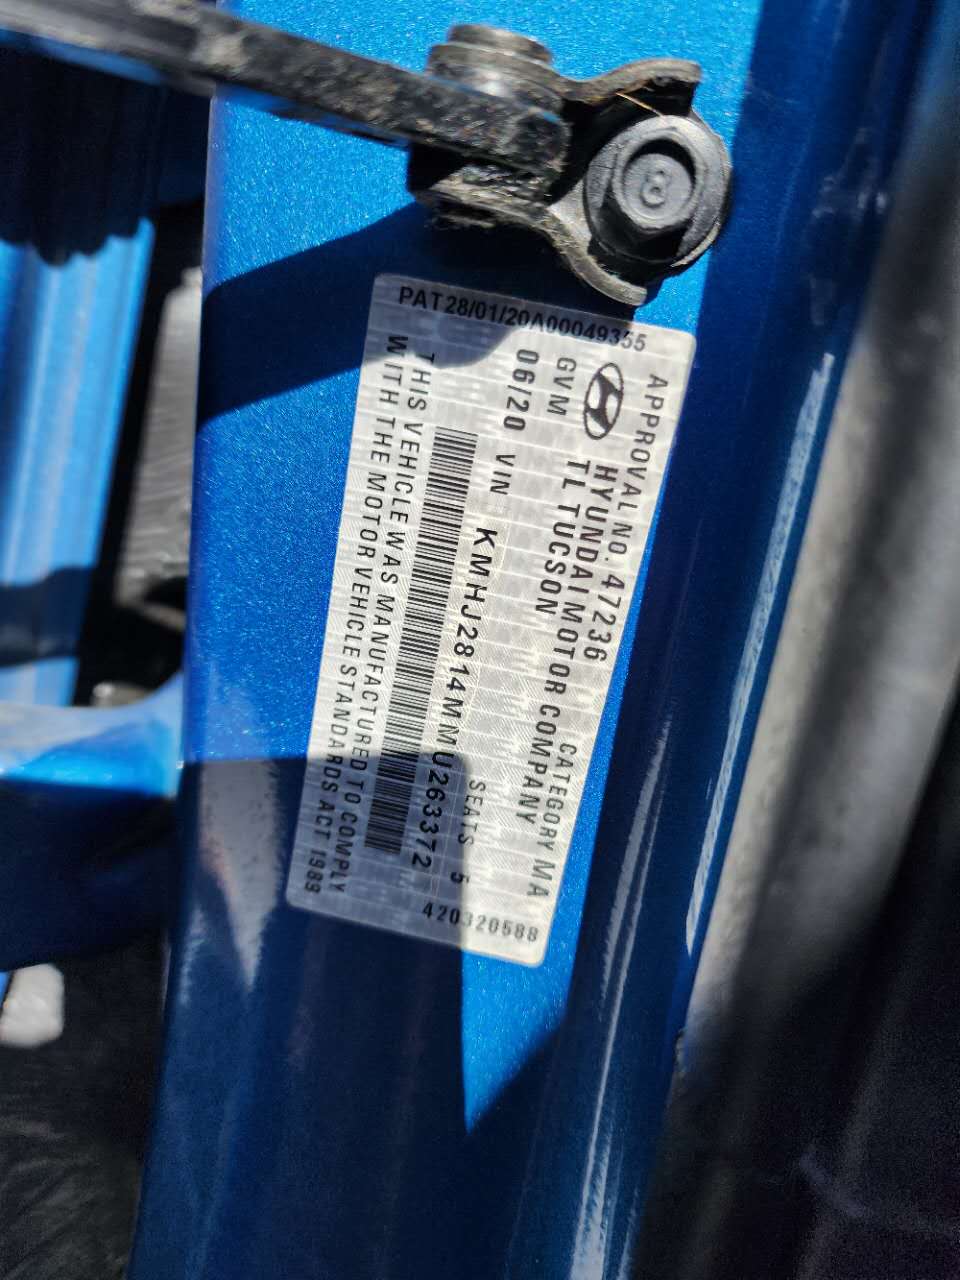 8
PAT28/01/20A00049355
APPROVAL NO. 47236 CATEGORY MA
HYUNDAI MOTOR COMPANY
TL TUCSON
GVM SEATS 5
06/20 VIN KMHJ2814MMU263372
THIS VEHICLE WAS MANUFACTURED TO COMPLY
WITH THE MOTOR VEHICLE STANDARDS ACT 1989
420320588